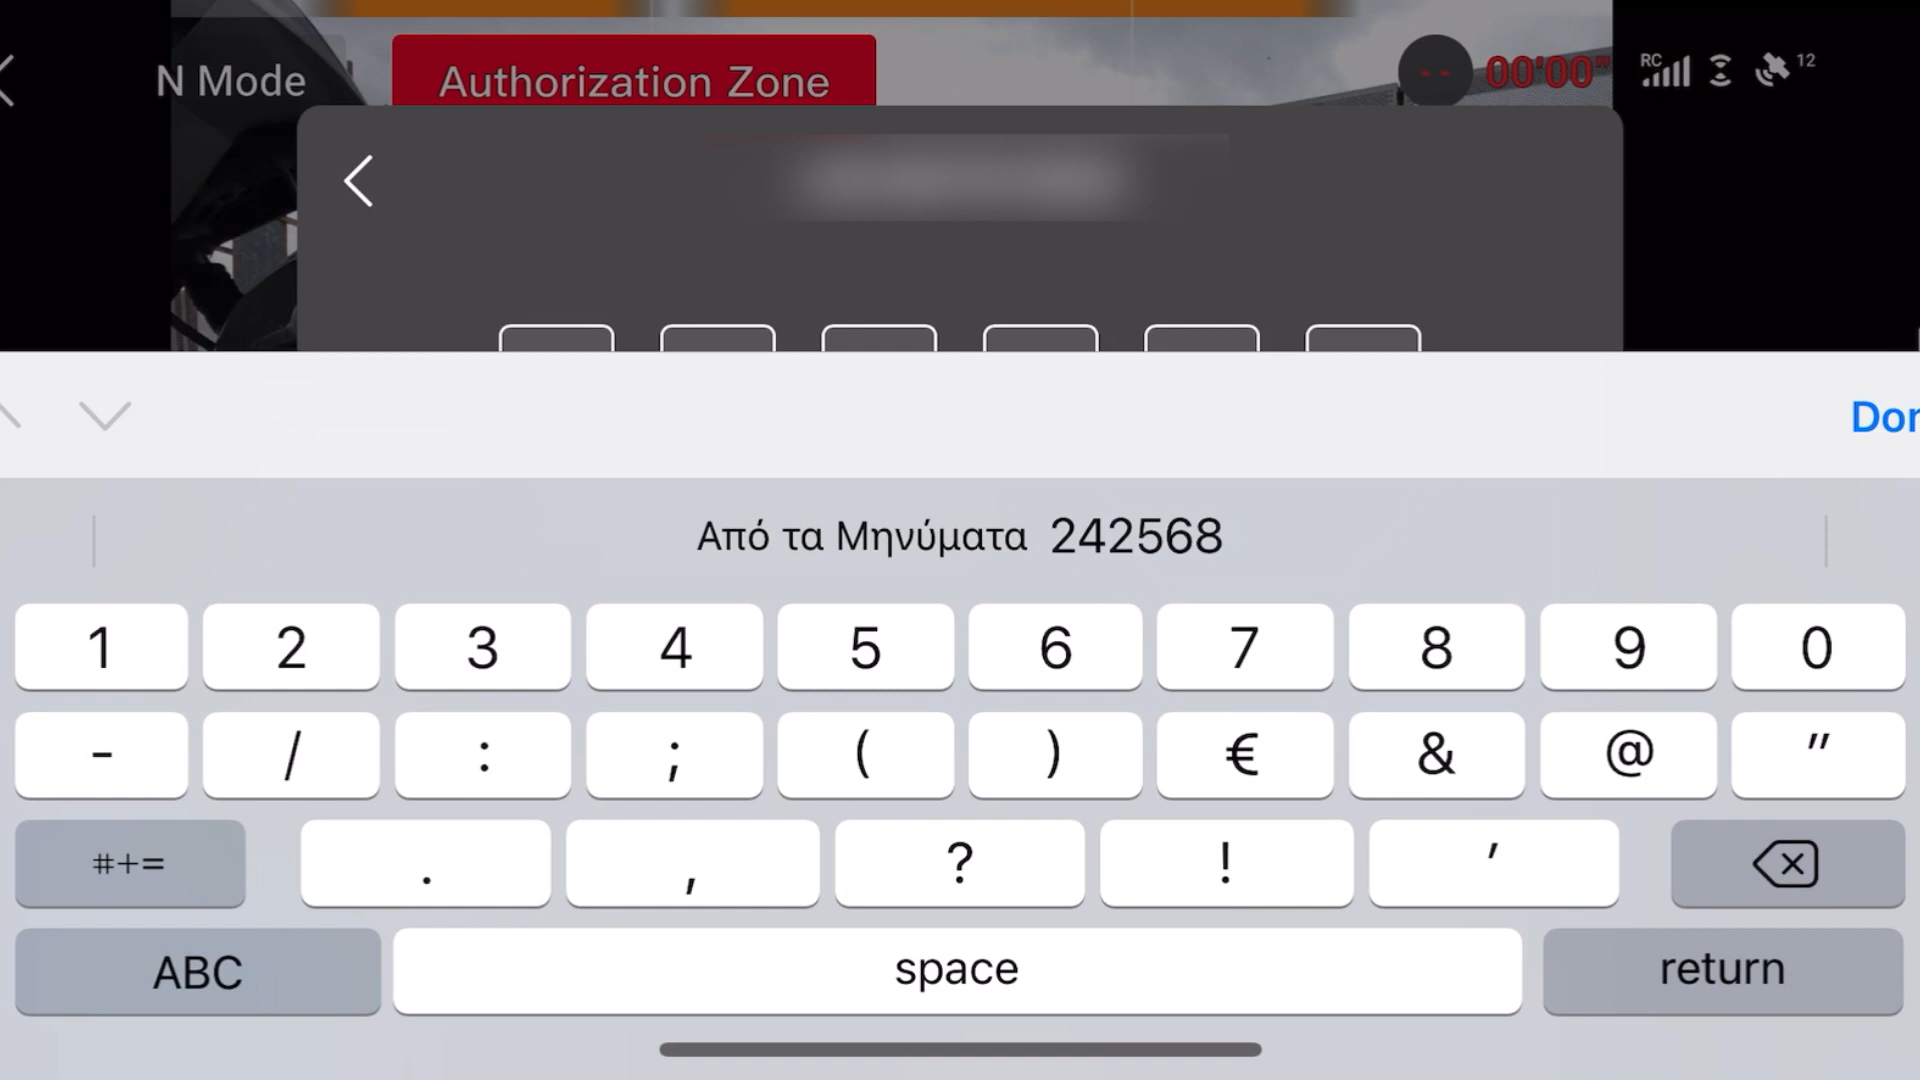 N Mode
Authorization Zone
00'00"
RC
12
Από τα Μηνύματα 242568
1 2 3 4 5 6 7 8 9 0
- / : ; ( ) € & @ "
#+= . , ? ! '
ABC space return